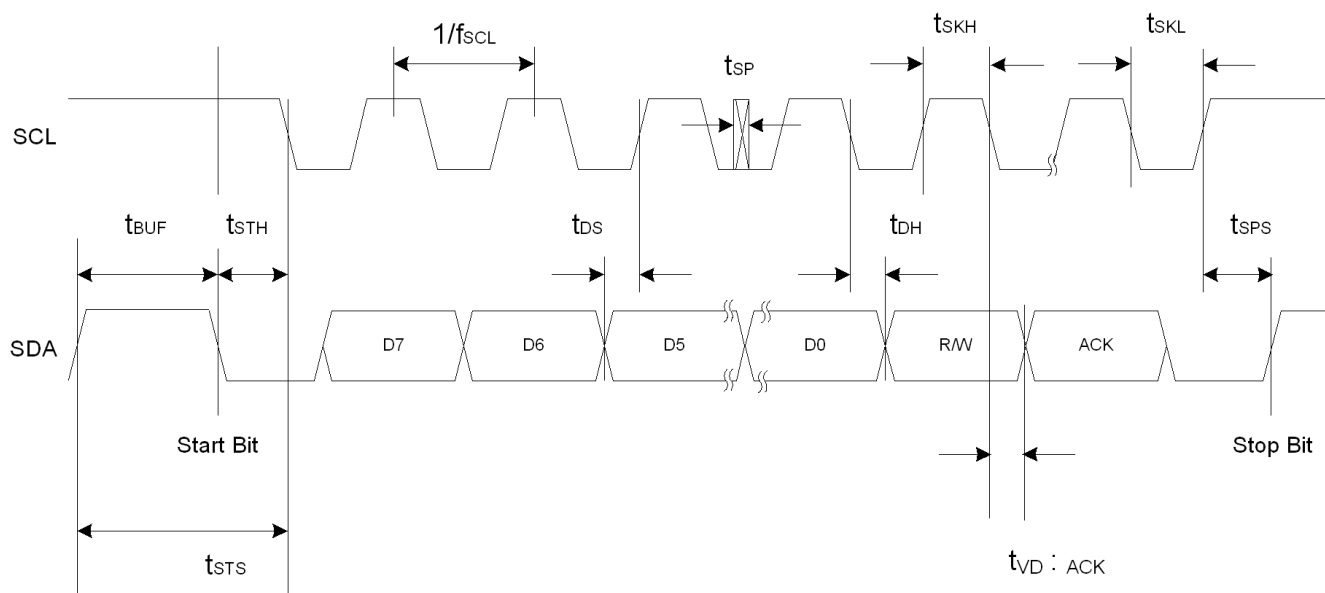 1/fSCL
tSP
tSKH
tSKL
SCL
tBUF
tSTH
tDS
tDH
tSPS
SDA
D7
D6
D5
D0
R/W
ACK
Start Bit
Stop Bit
tSTS
tVD : ACK